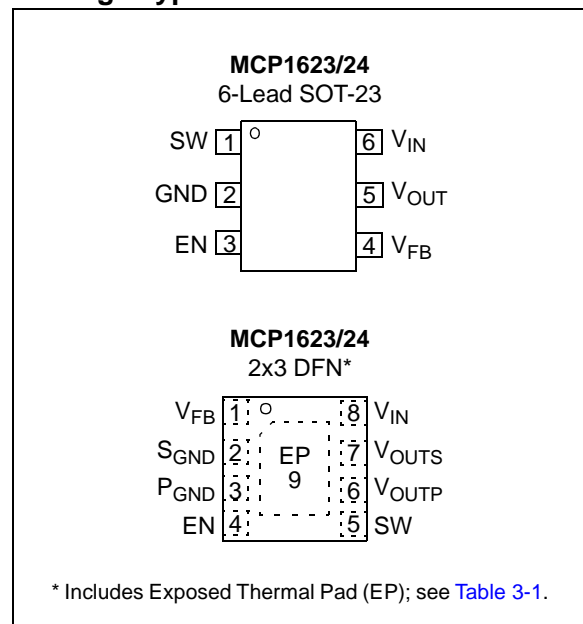 MCP1623/24
6-Lead SOT-23
SW 1 6 VIN
GND 2 5 VOUT
EN 3 4 VFB
MCP1623/24
2x3 DFN*
VFB 1 8 VIN
SGND 2 EP 7 VOUTS
PGND 3 9 6 VOUTP
EN 4 5 SW
* Includes Exposed Thermal Pad (EP); see Table 3-1.